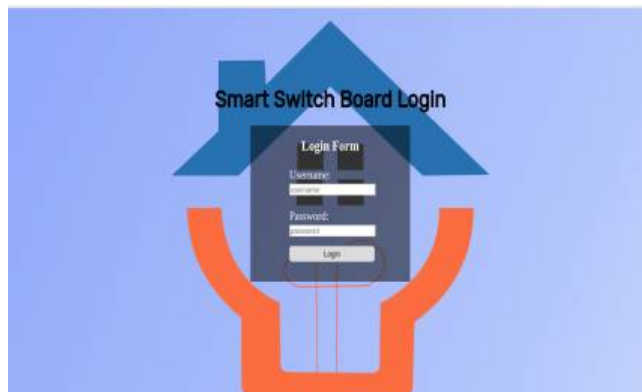 Smart Switch Board Login
Login Form
Username:
username
Password:
password
Login